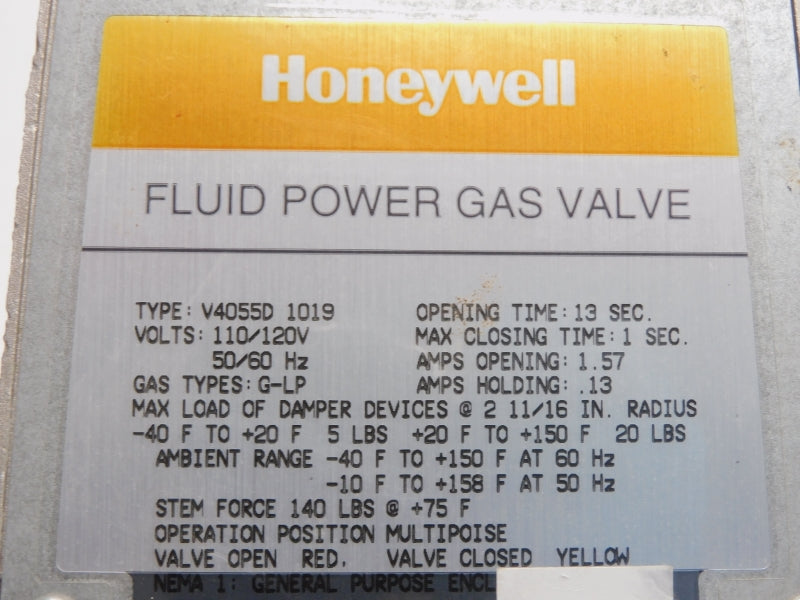 Honeywell
FLUID POWER GAS VALVE
TYPE: V4055D 1019 OPENING TIME: 13 SEC.
VOLTS: 110/120V MAX CLOSING TIME: 1 SEC.
50/60 Hz AMPS OPENING: 1.57
GAS TYPES: G-LP AMPS HOLDING: .13
MAX LOAD OF DAMPER DEVICES @ 2 11/16 IN. RADIUS
-40 F TO +20 F 5 LBS +20 F TO +150 F 20 LBS
AMBIENT RANGE -40 F TO +150 F AT 60 Hz
-10 F TO +158 F AT 50 Hz
STEM FORCE 140 LBS @ +75 F
OPERATION POSITION MULTIPOISE
VALVE OPEN RED. VALVE CLOSED YELLOW
NEMA 1: GENERAL PURPOSE ENCL